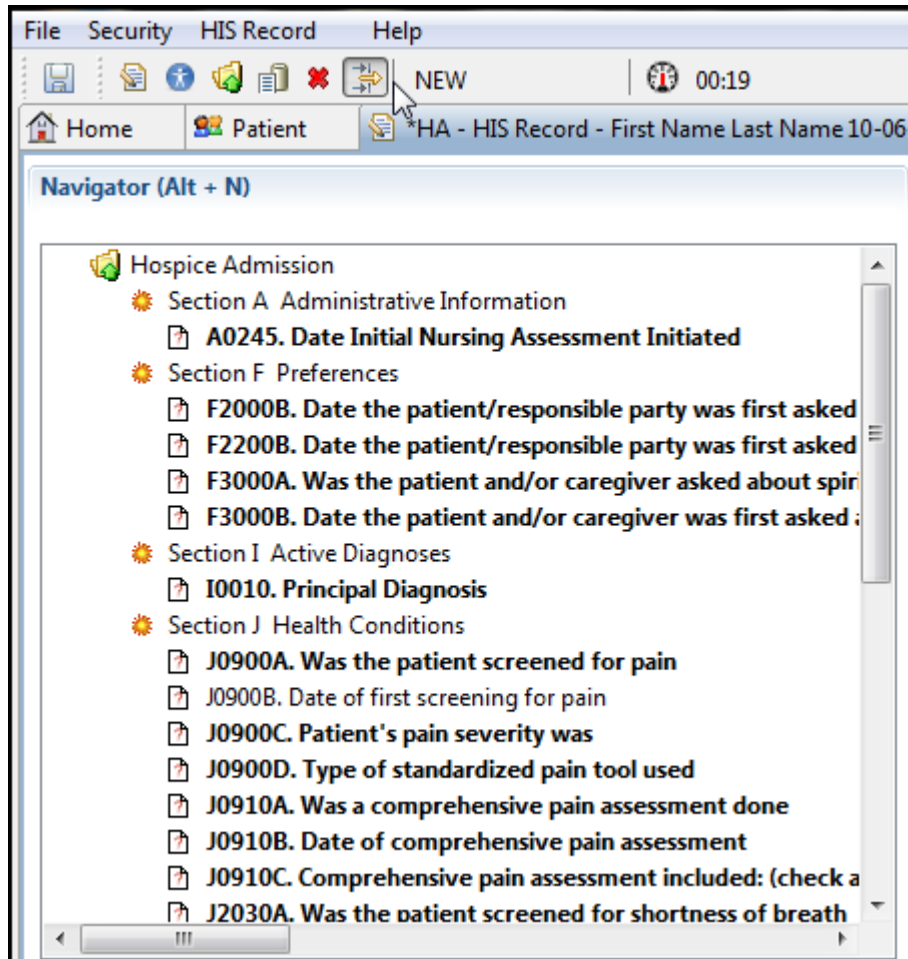 File Security HIS Record Help
NEW 00:19
Home Patient *HA - HIS Record - First Name Last Name 10-06
Navigator (Alt + N)
Hospice Admission
Section A Administrative Information
A0245. Date Initial Nursing Assessment Initiated
Section F Preferences
F2000B. Date the patient/responsible party was first asked
F2200B. Date the patient/responsible party was first asked
F3000A. Was the patient and/or caregiver asked about spiri
F3000B. Date the patient and/or caregiver was first asked a
Section I Active Diagnoses
I0010. Principal Diagnosis
Section J Health Conditions
J0900A. Was the patient screened for pain
J0900B. Date of first screening for pain
J0900C. Patient's pain severity was
J0900D. Type of standardized pain tool used
J0910A. Was a comprehensive pain assessment done
J0910B. Date of comprehensive pain assessment
J0910C. Comprehensive pain assessment included: (check a
J2030A. Was the patient screened for shortness of breath